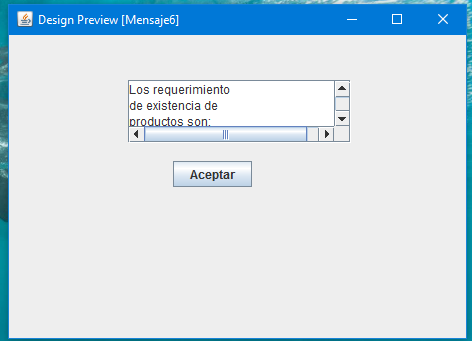 Design Preview [Mensaje6]
Los requerimiento
de existencia de
productos son:
Aceptar